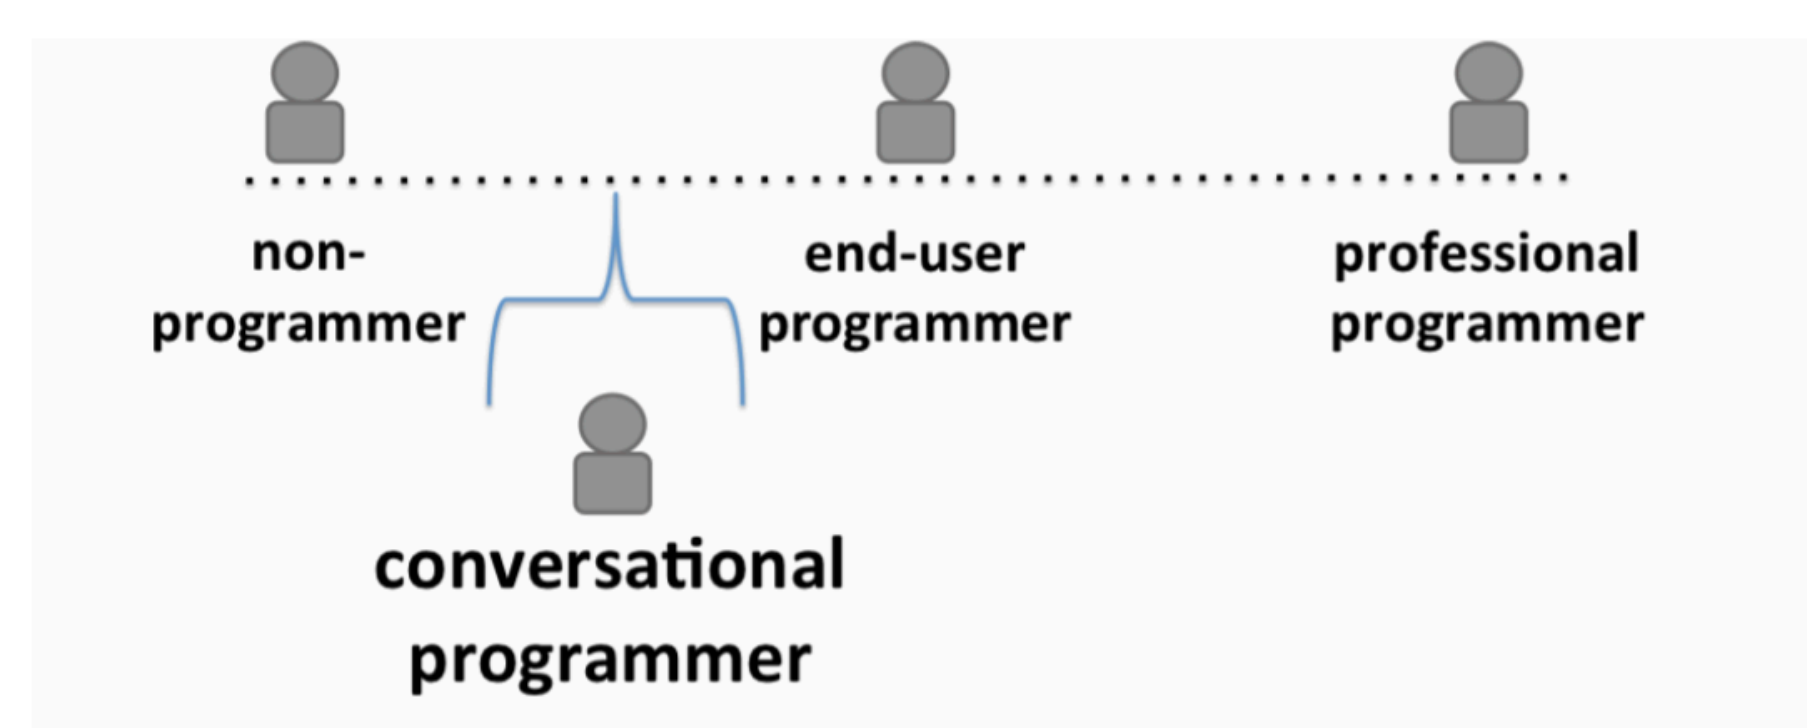 non-
programmer
end-user
programmer
professional
programmer
conversational
programmer